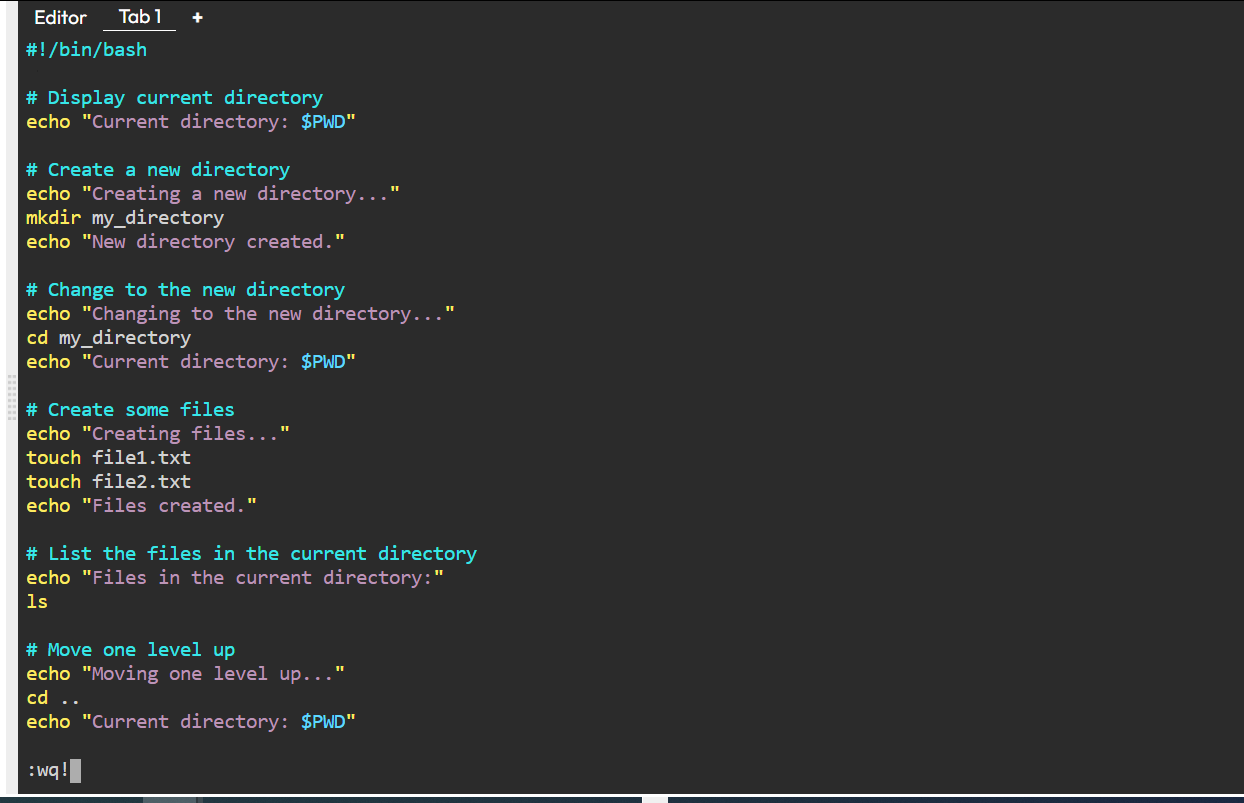 Editor Tab 1 +
#!/bin/bash
# Display current directory
echo "Current directory: $PWD"
# Create a new directory
echo "Creating a new directory..."
mkdir my_directory
echo "New directory created."
# Change to the new directory
echo "Changing to the new directory..."
cd my_directory
echo "Current directory: $PWD"
# Create some files
echo "Creating files..."
touch file1.txt
touch file2.txt
echo "Files created."
# List the files in the current directory
echo "Files in the current directory:"
ls
# Move one level up
echo "Moving one level up..."
cd ..
echo "Current directory: $PWD"
:wq!